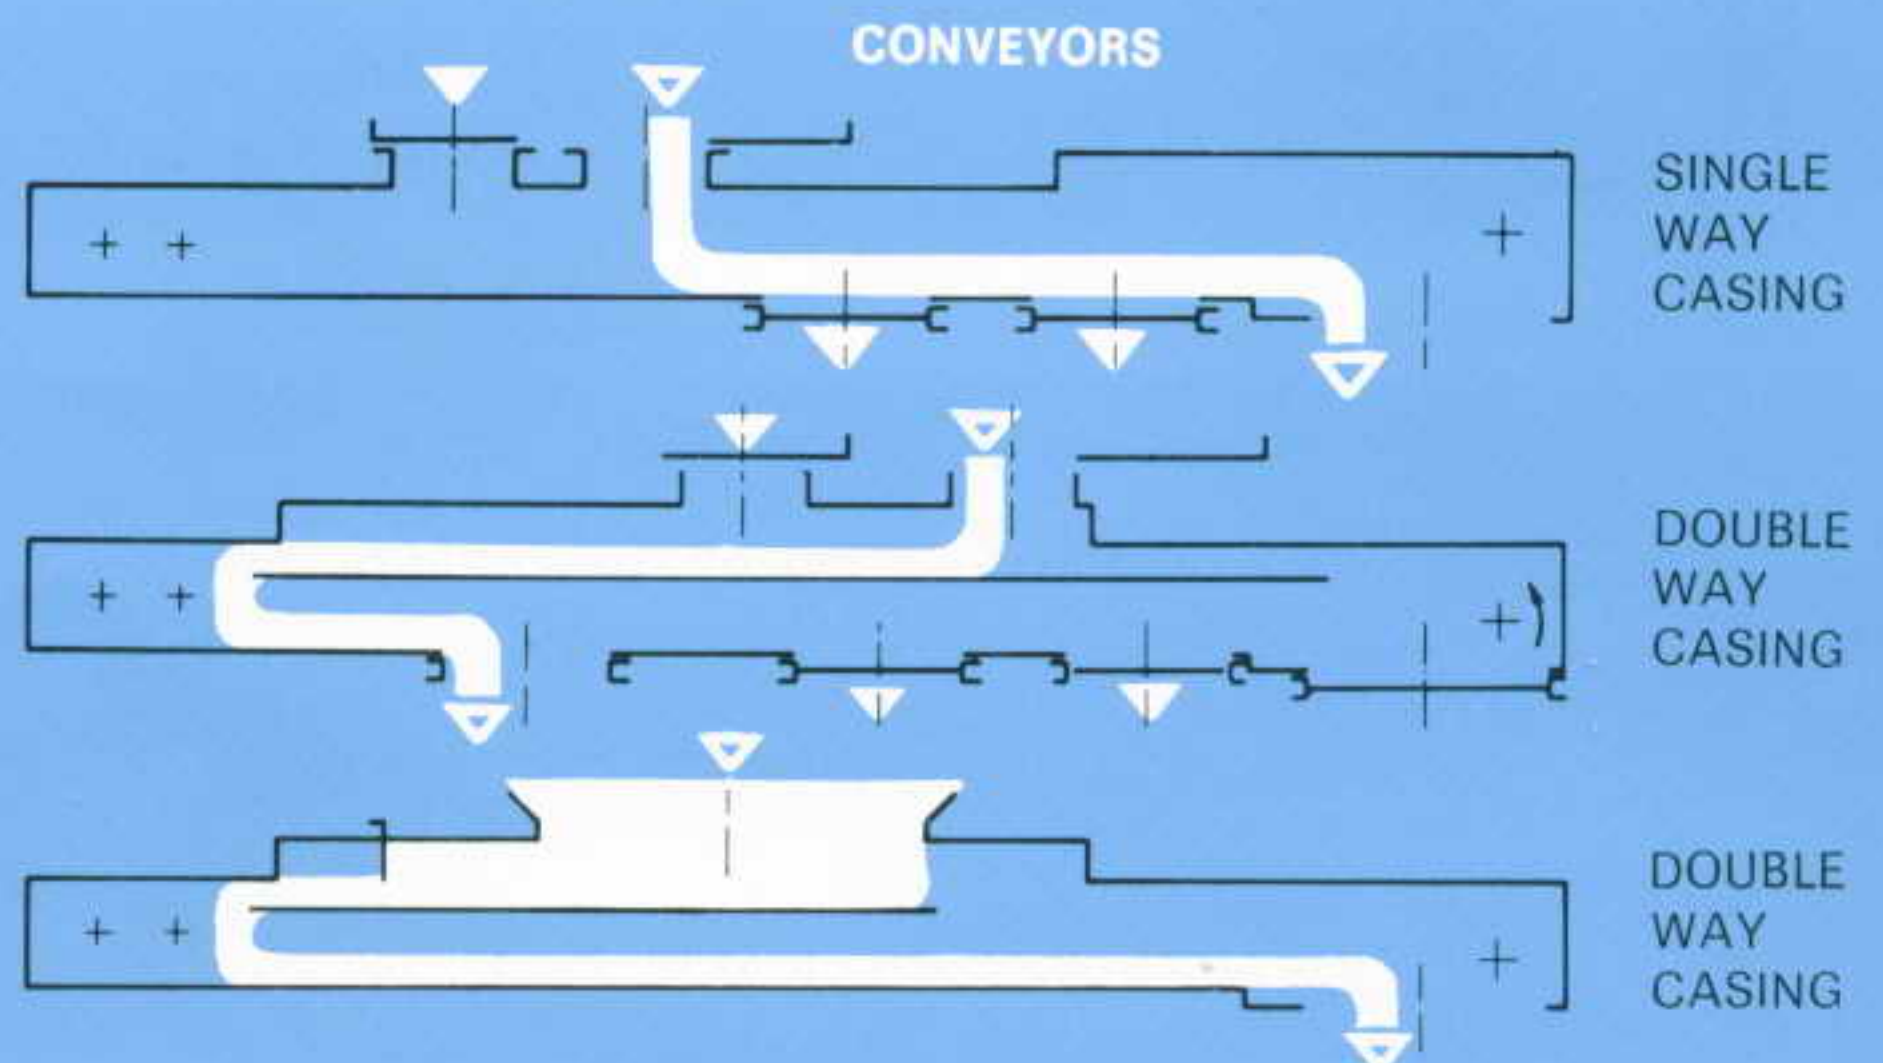 CONVEYORS
SINGLE
WAY
CASING
DOUBLE
WAY
CASING
DOUBLE
WAY
CASING